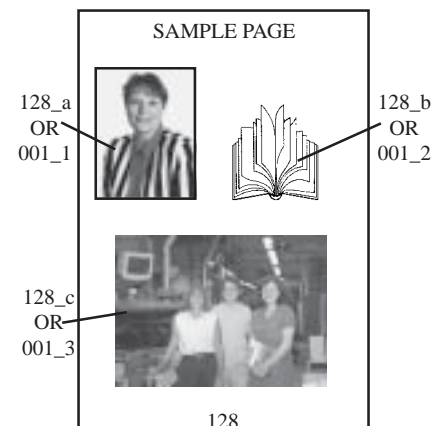 SAMPLE PAGE
128_a
OR
001_1
128_b
OR
001_2
128_c
OR
001_3
128